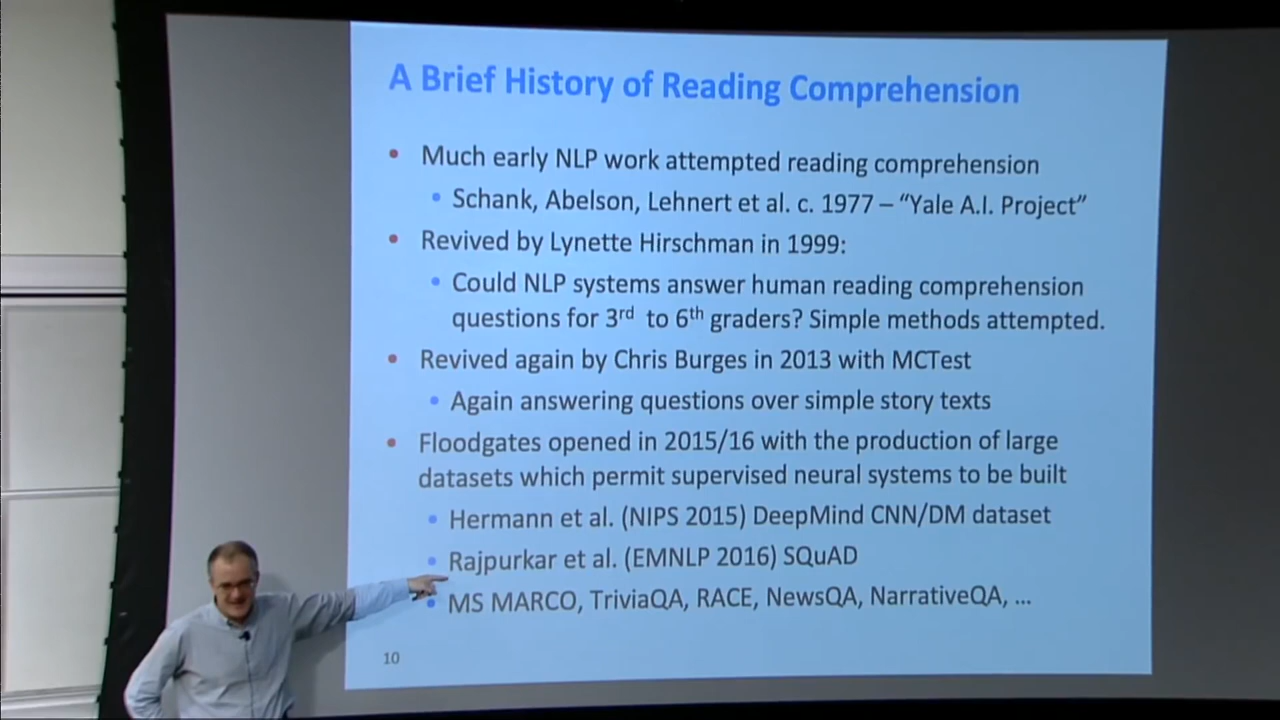 A Brief History of Reading Comprehension
• Much early NLP work attempted reading comprehension
• Schank, Abelson, Lehnert et al. c. 1977 – “Yale A.I. Project”
• Revived by Lynette Hirschman in 1999:
• Could NLP systems answer human reading comprehension
questions for 3rd to 6th graders? Simple methods attempted.
• Revived again by Chris Burges in 2013 with MCTest
• Again answering questions over simple story texts
• Floodgates opened in 2015/16 with the production of large
datasets which permit supervised neural systems to be built
• Hermann et al. (NIPS 2015) DeepMind CNN/DM dataset
• Rajpurkar et al. (EMNLP 2016) SQuAD
• MS MARCO, TriviaQA, RACE, NewsQA, NarrativeQA, ...
10